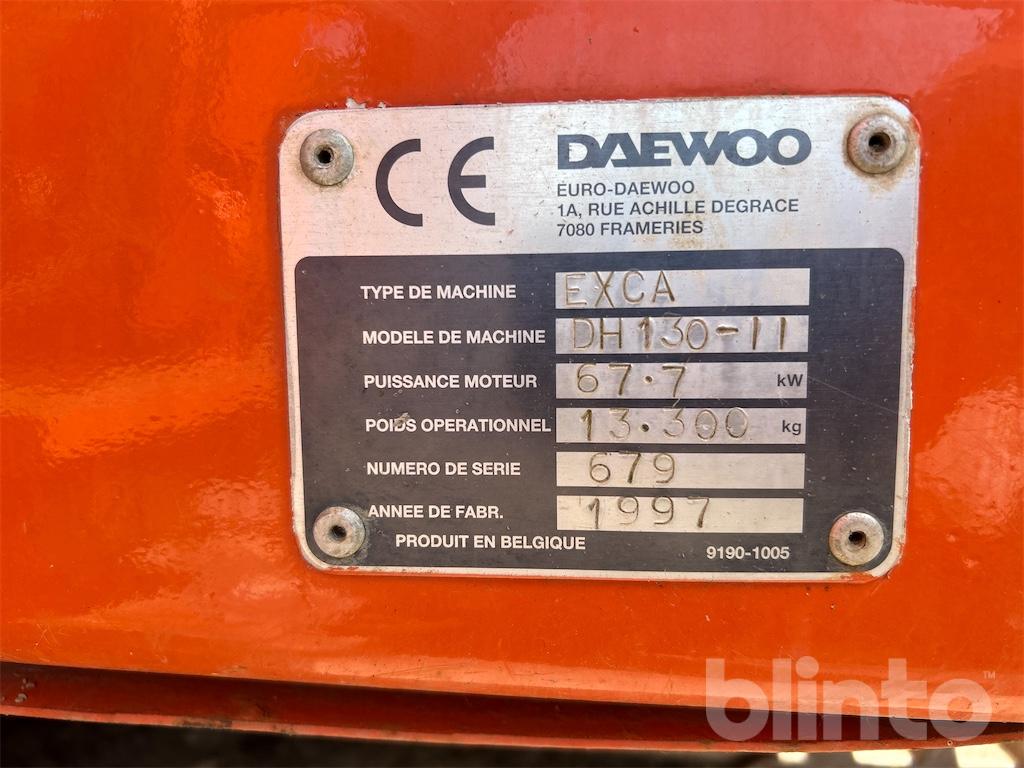 CE
DAEWOO
EURO-DAEWOO
1A, RUE ACHILLE DEGRACE
7080 FRAMERIES
TYPE DE MACHINE EXCA
MODELE DE MACHINE DH130-11
PUISSANCE MOTEUR 67.7 kW
POIDS OPERATIONNEL 13.300 kg
NUMERO DE SERIE 679
ANNEE DE FABR. 1997
PRODUIT EN BELGIQUE 9190-1005
blinto™